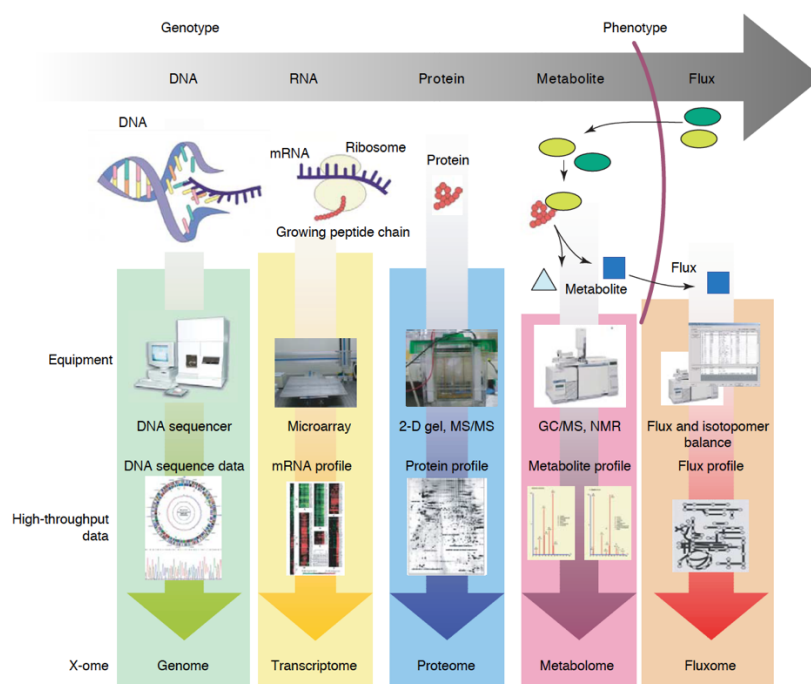 Genotype
Phenotype
DNA
RNA
Protein
Metabolite
Flux
DNA
mRNA
Ribosome
Growing peptide chain
Protein
Metabolite
Flux
Equipment
DNA sequencer
Microarray
2-D gel, MS/MS
GC/MS, NMR
Flux and isotopomer
balance
DNA sequence data
mRNA profile
Protein profile
Metabolite profile
Flux profile
High-throughput
data
X-ome
Genome
Transcriptome
Proteome
Metabolome
Fluxome